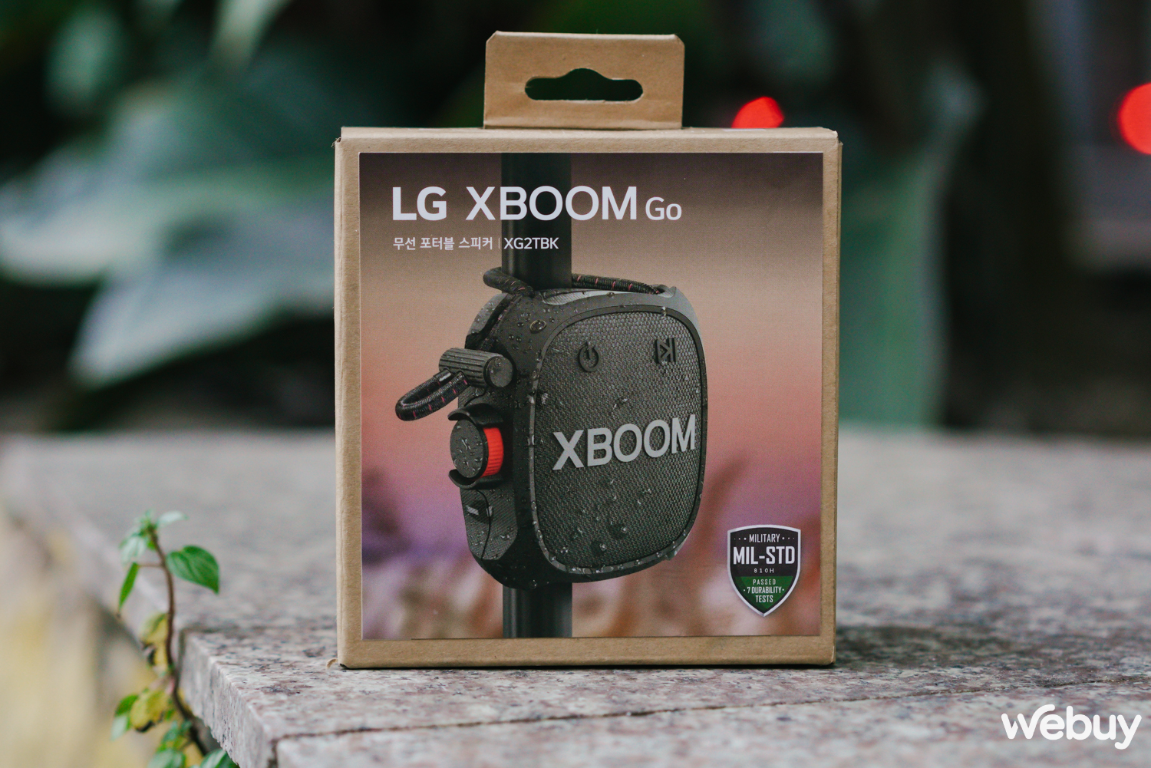 LG XBOOM Go
무선 포터블 스피커 | XG2TBK
XBOOM
MILITARY
MIL-STD
810H
PASSED
7 DURABILITY
TESTS
webuy